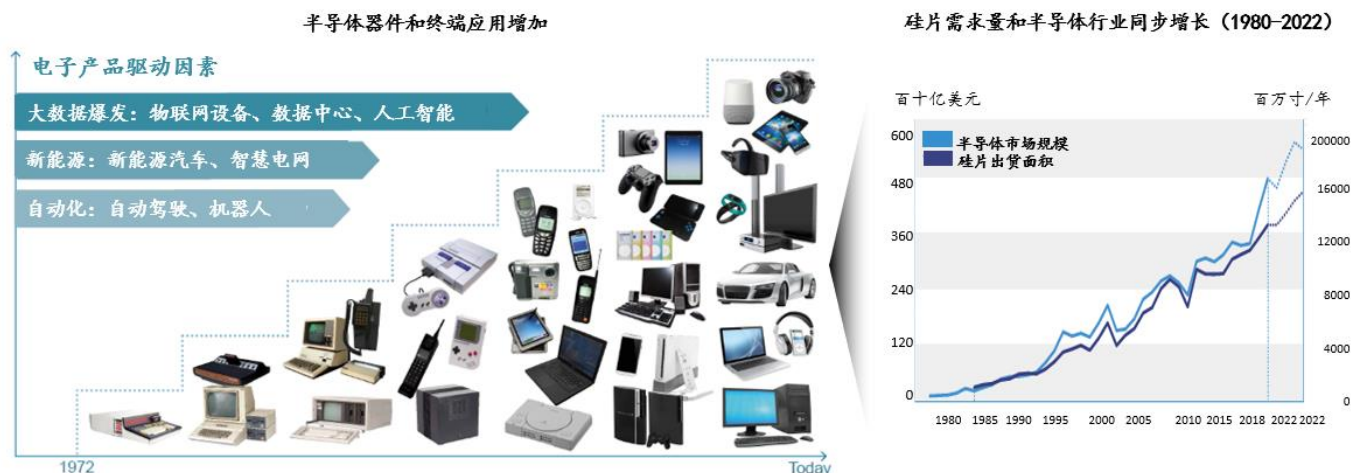 半导体器件和终端应用增加
电子产品驱动因素
大数据爆发：物联网设备、数据中心、人工智能
新能源：新能源汽车、智慧电网
自动化：自动驾驶、机器人
1972
Today
硅片需求量和半导体行业同步增长（1980-2022）
百十亿美元
百万寸/年
半导体市场规模
硅片出货面积
600
480
360
240
120
0
200000
16000
12000
8000
4000
0
1980 1985 1990 1995 2000 2005 2010 2015 2018 2022 2022